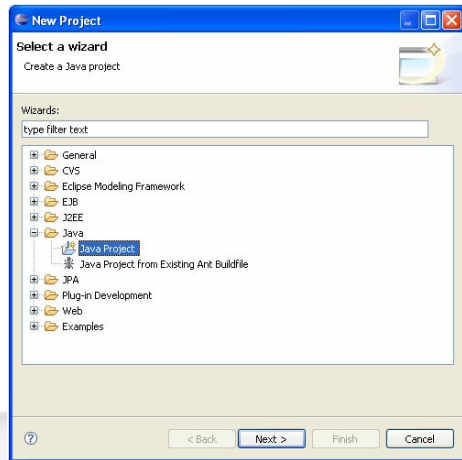 New Project
Select a wizard
Create a Java project
Wizards:
type filter text
General
CVS
Eclipse Modeling Framework
EJB
J2EE
Java
Java Project
Java Project from Existing Ant Buildfile
JPA
Plug-in Development
Web
Examples
?
< Back
Next >
Finish
Cancel